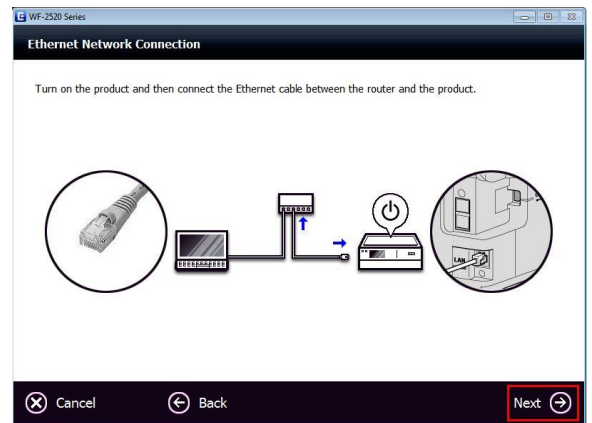 WF-2520 Series
Ethernet Network Connection
Turn on the product and then connect the Ethernet cable between the router and the product.
LAN
Cancel
Back
Next